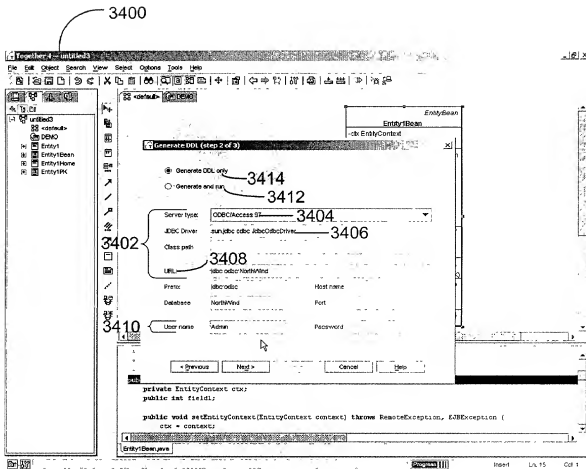 3400
Together 4 -- untitled3
File Edit Object Search View Select Options Tools Help
<default> DEMO
untitled3
<default>
DEMO
Entity1
Entity1Bean
Entity1Home
Entity1PK
EntityBean
Entity1Bean
-ctx:EntityContext
Generate DDL (step 2 of 3)
Generate DDL only
3414
Generate and run
3412
3402
Server type: ODBC/Access 97
3404
JDBC Driver sun.jdbc.odbc.JdbcOdbcDriver
3406
Class path
3408
URL jdbc:odbc:NorthWind
Prefix jdbc:odbc Host name
Database NorthWind Port
3410
User name Admin Password
< Previous Next > Cancel Help
private EntityContext ctx;
public int field1;
public void setEntityContext(EntityContext context) throws RemoteException, EJBException {
ctx = context;
Entity1Bean.java
Progress Insert Ln. 15 Col 1